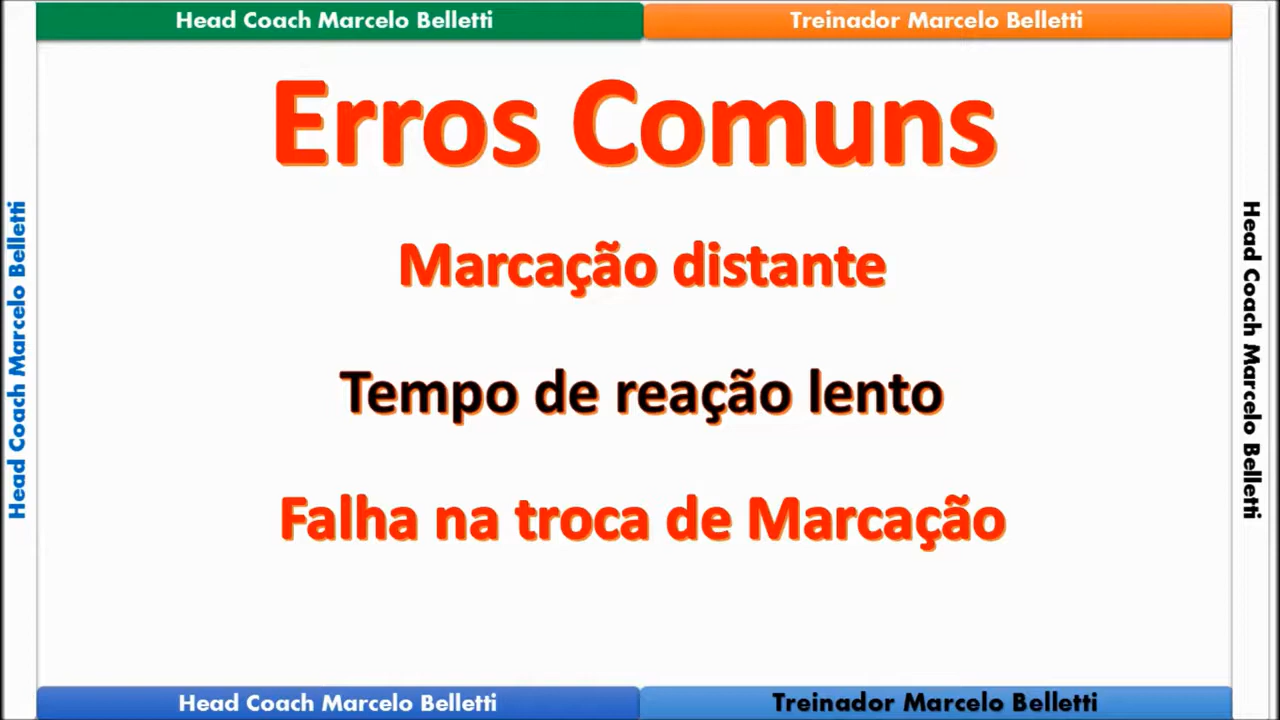 Head Coach Marcelo Belletti
Treinador Marcelo Belletti
Erros Comuns
Marcação distante
Tempo de reação lento
Falha na troca de Marcação
Head Coach Marcelo Belletti
Head Coach Marcelo Belletti
Head Coach Marcelo Belletti
Treinador Marcelo Belletti